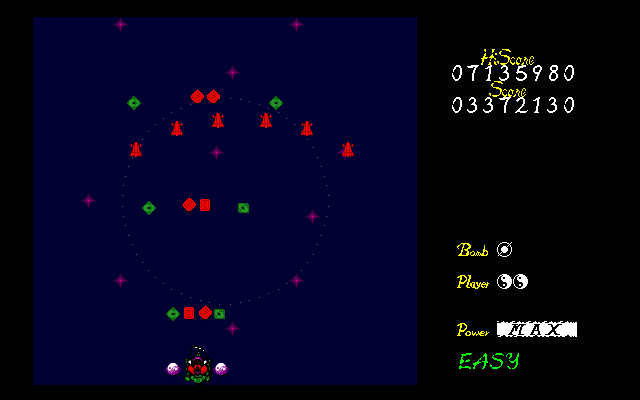 HiScore
07135980
Score
03372130
Bomb
Player
Power MAX
EASY